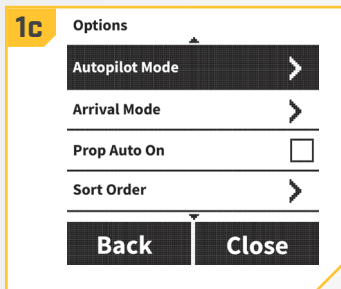 1c
Options
Autopilot Mode
Arrival Mode
Prop Auto On
Sort Order
Back Close